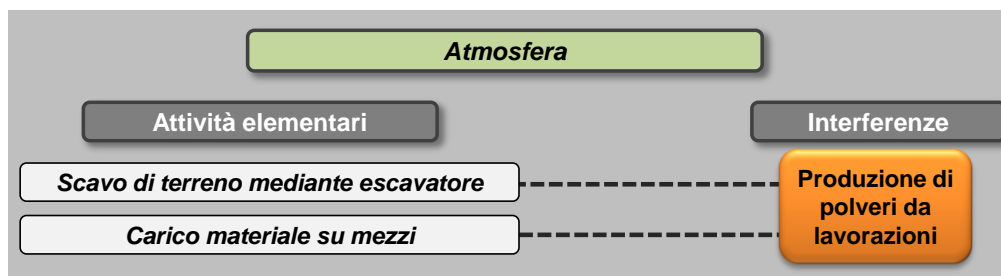 Atmosfera
Attività elementari
Interferenze
Scavo di terreno mediante escavatore
Carico materiale su mezzi
Produzione di
polveri da
lavorazioni